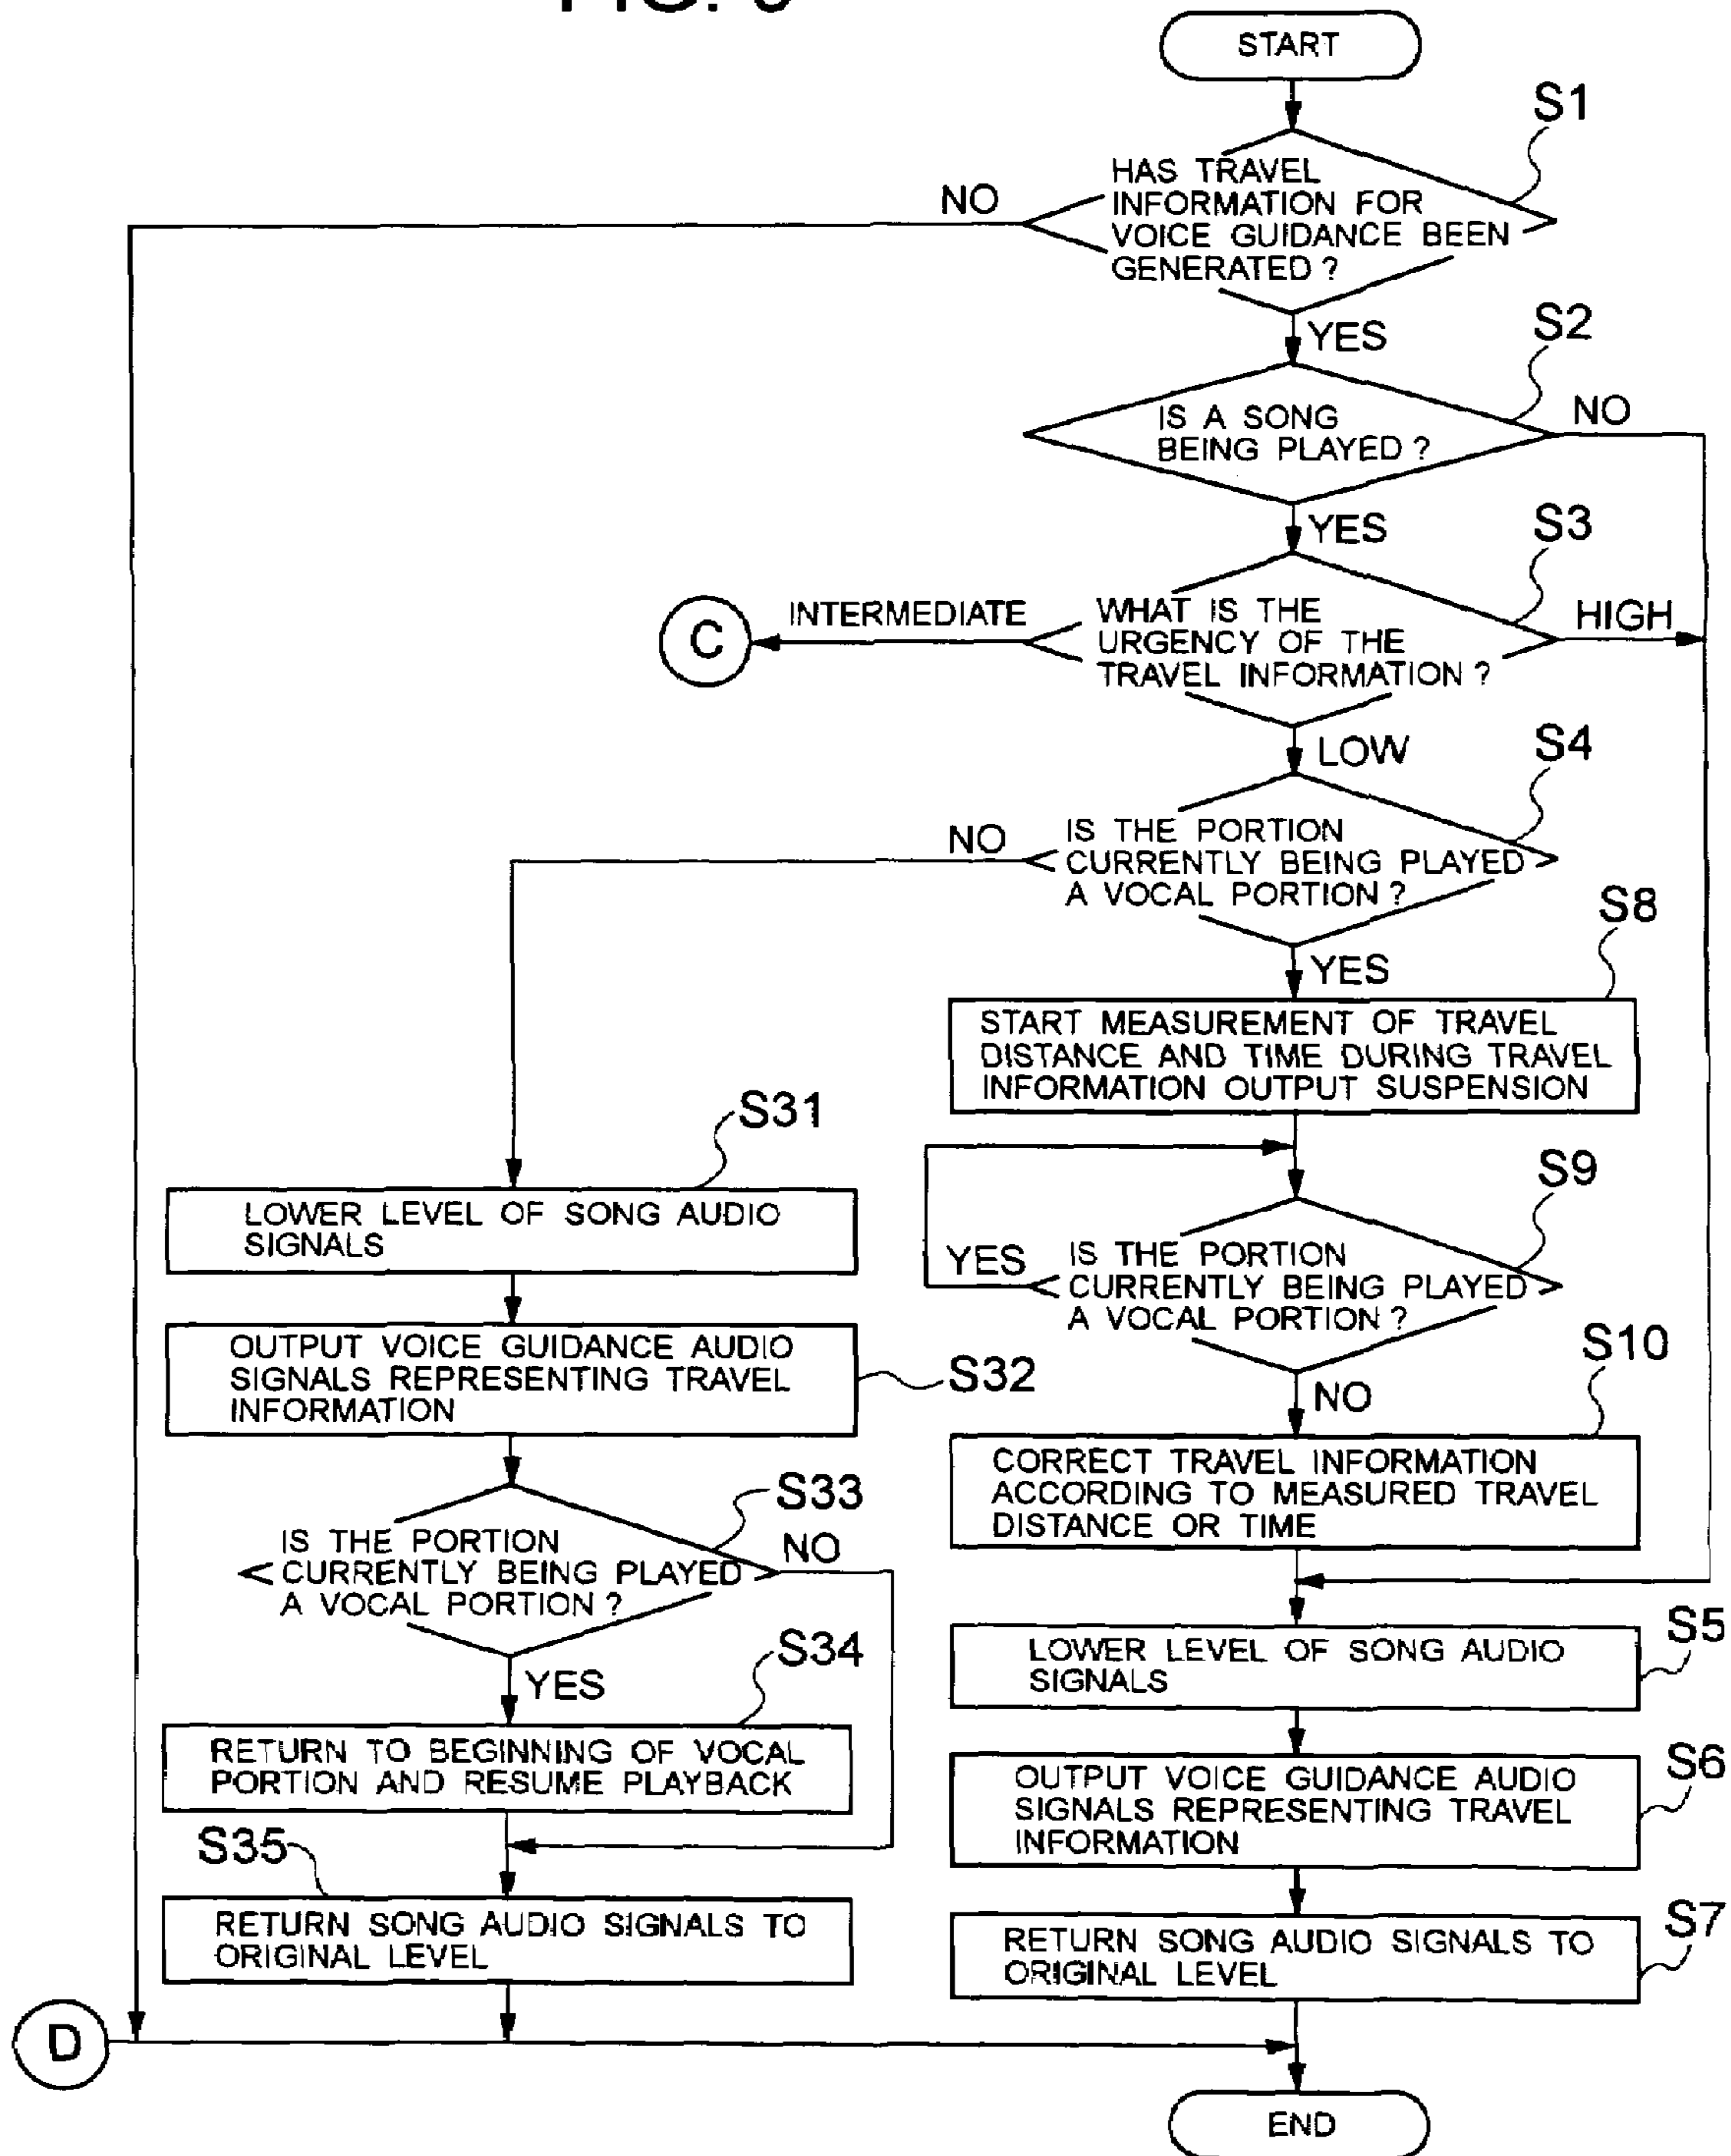 START
S1
HAS TRAVEL
INFORMATION FOR
VOICE GUIDANCE BEEN
GENERATED?
NO
YES
S2
IS A SONG
BEING PLAYED?
NO
YES
S3
WHAT IS THE
URGENCY OF THE
TRAVEL INFORMATION?
INTERMEDIATE
C
HIGH
LOW
S4
IS THE PORTION
CURRENTLY BEING PLAYED
A VOCAL PORTION?
NO
YES
S8
START MEASUREMENT OF TRAVEL
DISTANCE AND TIME DURING TRAVEL
INFORMATION OUTPUT SUSPENSION
S9
IS THE PORTION
CURRENTLY BEING PLAYED
A VOCAL PORTION?
YES
NO
S10
CORRECT TRAVEL INFORMATION
ACCORDING TO MEASURED TRAVEL
DISTANCE OR TIME
S31
LOWER LEVEL OF SONG AUDIO
SIGNALS
OUTPUT VOICE GUIDANCE AUDIO
SIGNALS REPRESENTING TRAVEL
INFORMATION
S32
S33
IS THE PORTION
CURRENTLY BEING PLAYED
A VOCAL PORTION?
NO
YES
S34
RETURN TO BEGINNING OF VOCAL
PORTION AND RESUME PLAYBACK
S35
RETURN SONG AUDIO SIGNALS TO
ORIGINAL LEVEL
S5
LOWER LEVEL OF SONG AUDIO
SIGNALS
S6
OUTPUT VOICE GUIDANCE AUDIO
SIGNALS REPRESENTING TRAVEL
INFORMATION
S7
RETURN SONG AUDIO SIGNALS TO
ORIGINAL LEVEL
D
END